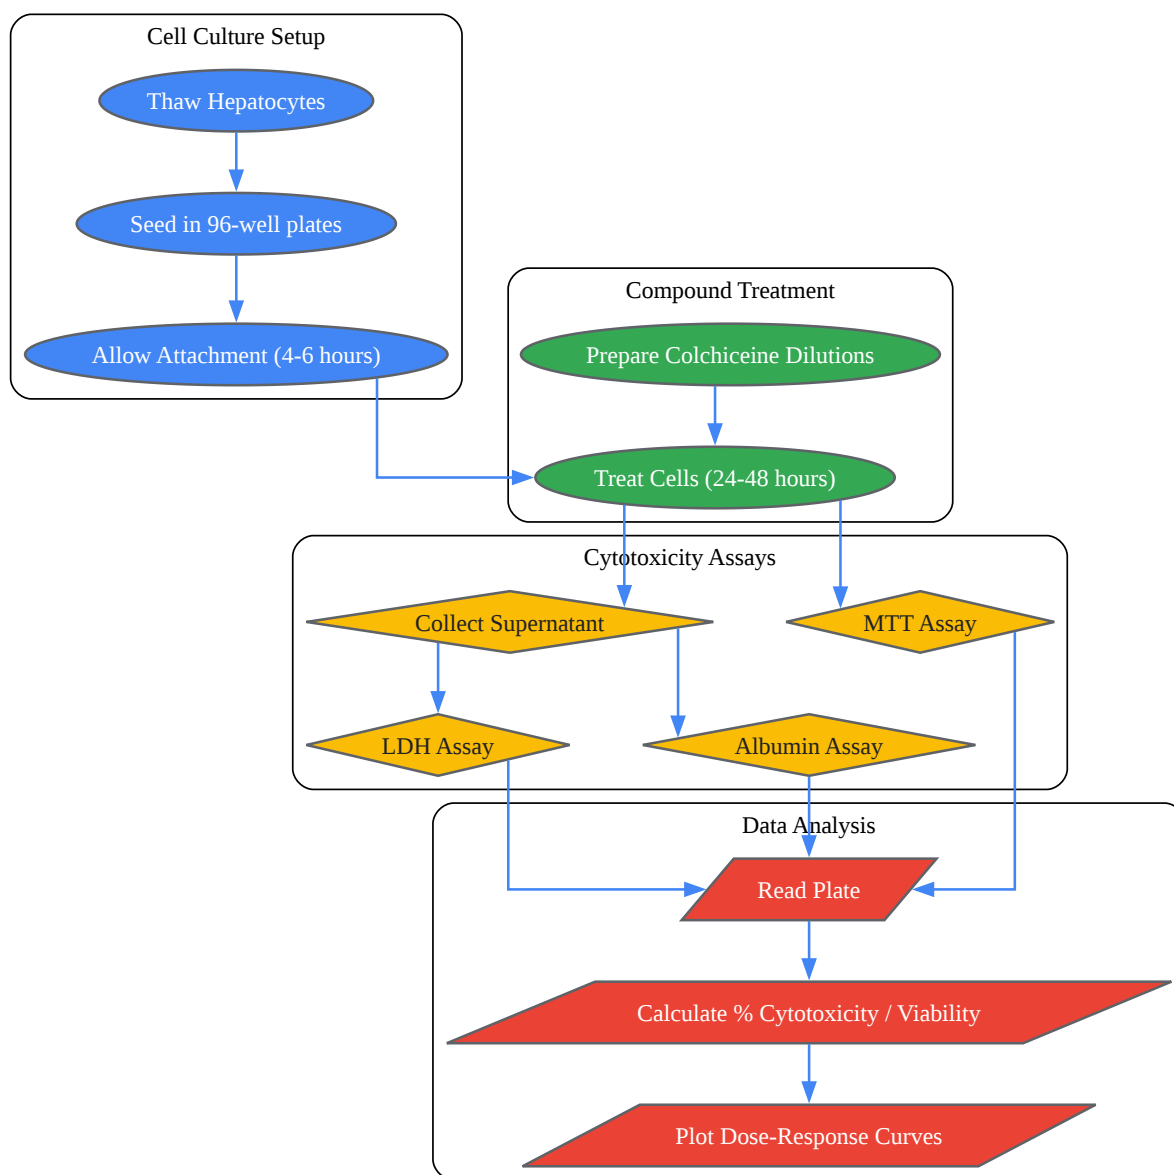 Cell Culture Setup
Thaw Hepatocytes
Seed in 96-well plates
Allow Attachment (4-6 hours)
Compound Treatment
Prepare Colchiceine Dilutions
Treat Cells (24-48 hours)
Cytotoxicity Assays
Collect Supernatant
MTT Assay
LDH Assay
Albumin Assay
Data Analysis
Read Plate
Calculate % Cytotoxicity / Viability
Plot Dose-Response Curves